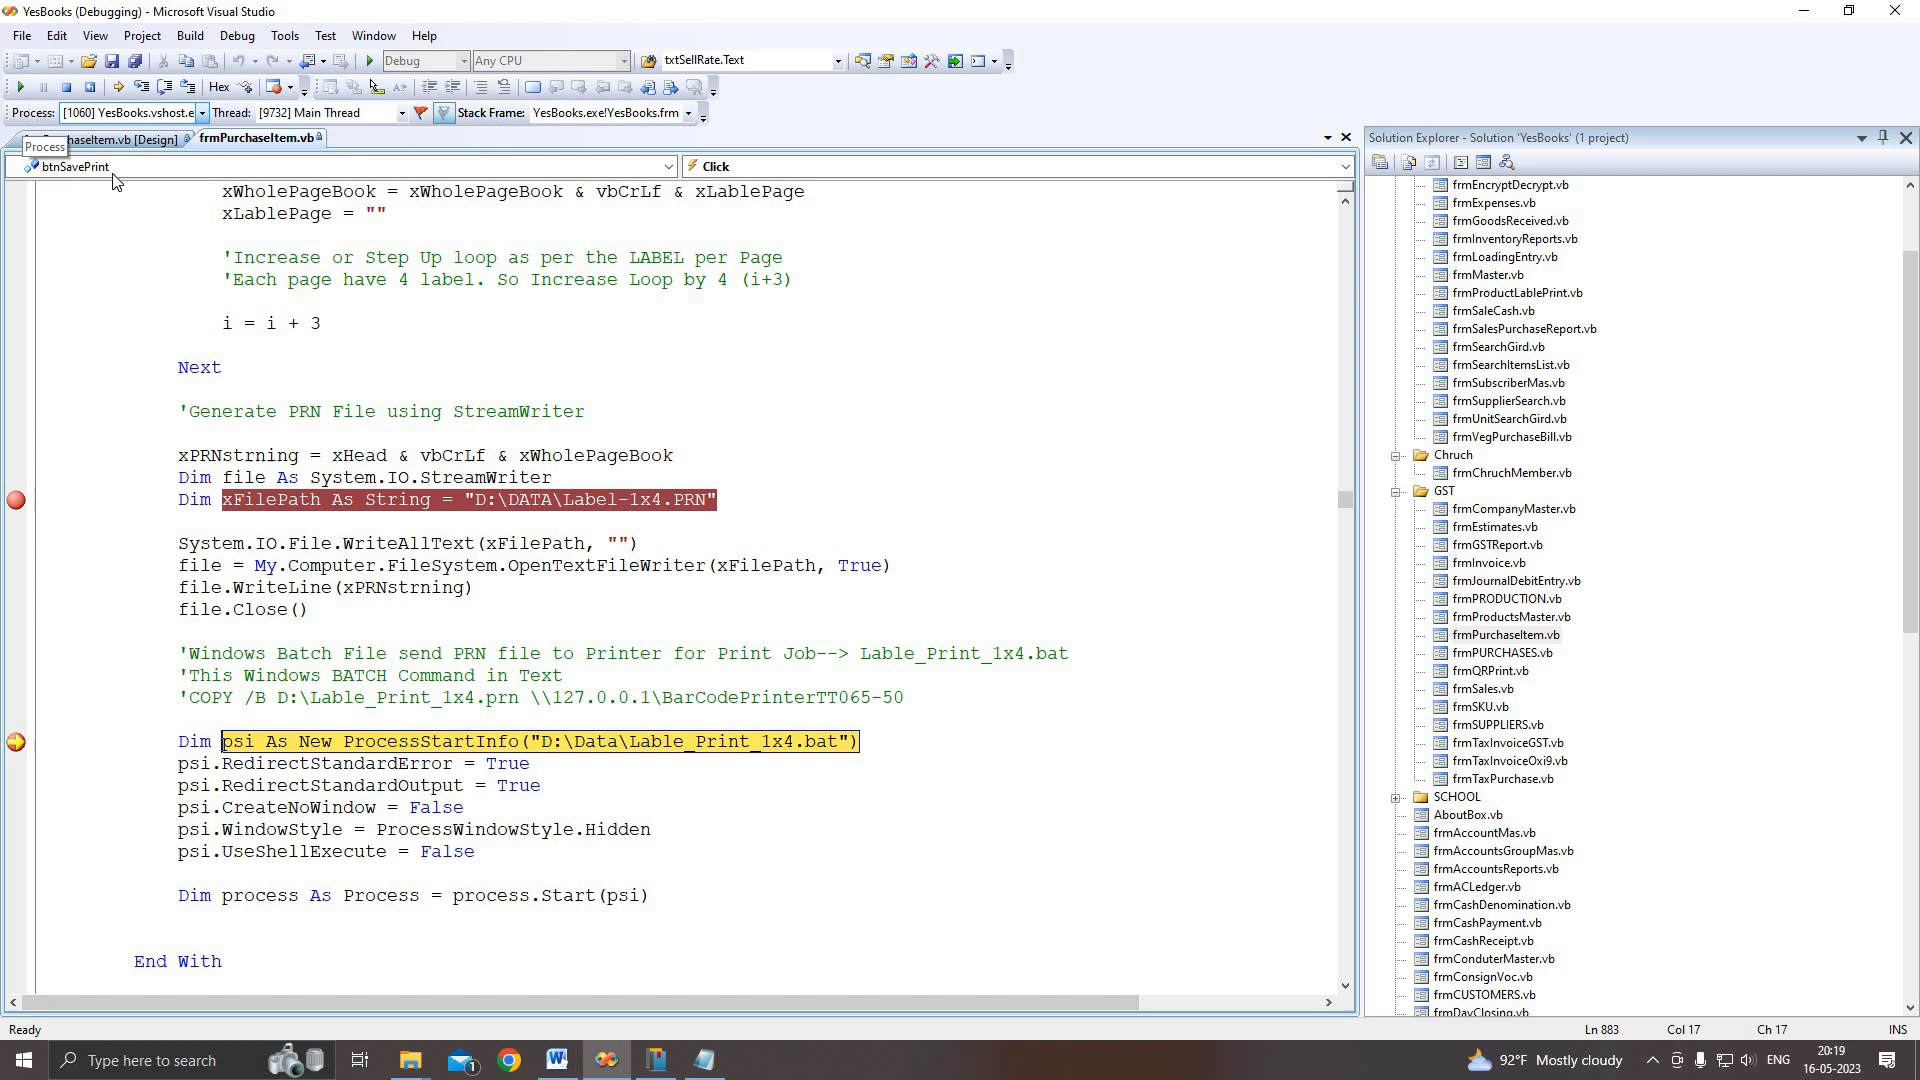 YesBooks (Debugging) - Microsoft Visual Studio
File Edit View Project Build Debug Tools Test Window Help
Debug Any CPU txtSellRate.Text
Hex
Process: [1060] YesBooks.vshost.e Thread: [9732] Main Thread Stack Frame: YesBooks.exe!YesBooks.frm
haseItem.vb [Design] frmPurchaseItem.vb
Process
btnSavePrint Click
xWholePageBook = xWholePageBook & vbCrLf & xLablePage
xLablePage = ""
'Increase or Step Up loop as per the LABEL per Page
'Each page have 4 label. So Increase Loop by 4 (i+3)
i = i + 3
Next
'Generate PRN File using StreamWriter
xPRNstrning = xHead & vbCrLf & xWholePageBook
Dim file As System.IO.StreamWriter
Dim xFilePath As String = "D:\DATA\Label-1x4.PRN"
System.IO.File.WriteAllText(xFilePath, "")
file = My.Computer.FileSystem.OpenTextFileWriter(xFilePath, True)
file.WriteLine(xPRNstrning)
file.Close()
'Windows Batch File send PRN file to Printer for Print Job--> Lable_Print_1x4.bat
'This Windows BATCH Command in Text
'COPY /B D:\Lable_Print_1x4.prn \\127.0.0.1\BarCodePrinterTT065-50
Dim psi As New ProcessStartInfo("D:\Data\Lable_Print_1x4.bat")
psi.RedirectStandardError = True
psi.RedirectStandardOutput = True
psi.CreateNoWindow = False
psi.WindowStyle = ProcessWindowStyle.Hidden
psi.UseShellExecute = False
Dim process As Process = process.Start(psi)
End With
Solution Explorer - Solution 'YesBooks' (1 project)
frmEncryptDecrypt.vb
frmExpenses.vb
frmGoodsReceived.vb
frmInventoryReports.vb
frmLoadingEntry.vb
frmMaster.vb
frmProductLablePrint.vb
frmSaleCash.vb
frmSalesPurchaseReport.vb
frmSearchGird.vb
frmSearchItemsList.vb
frmSubscriberMas.vb
frmSupplierSearch.vb
frmUnitSearchGird.vb
frmVegPurchaseBill.vb
Chruch
frmChruchMember.vb
GST
frmCompanyMaster.vb
frmEstimates.vb
frmGSTReport.vb
frmInvoice.vb
frmJournalDebitEntry.vb
frmPRODUCTION.vb
frmProductsMaster.vb
frmPurchaseItem.vb
frmPURCHASES.vb
frmQRPrint.vb
frmSales.vb
frmSKU.vb
frmSUPPLIERS.vb
frmTaxInvoiceGST.vb
frmTaxInvoiceOxi9.vb
frmTaxPurchase.vb
SCHOOL
AboutBox.vb
frmAccountMas.vb
frmAccountsGroupMas.vb
frmAccountsReports.vb
frmACLedger.vb
frmCashDenomination.vb
frmCashPayment.vb
frmCashReceipt.vb
frmConduterMaster.vb
frmConsignVoc.vb
frmCUSTOMERS.vb
frmDayClosing.vb
Ready Ln 883 Col 17 Ch 17 INS
Type here to search 1 92°F Mostly cloudy ENG 20:19
16-05-2023